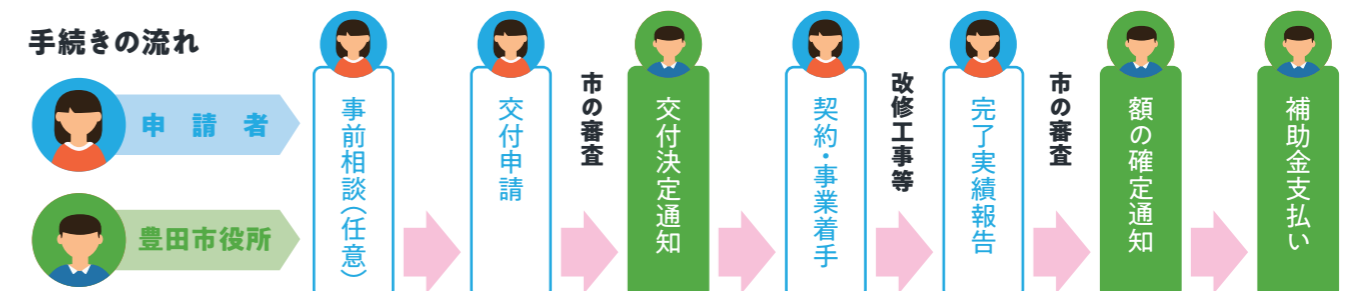 手続きの流れ
申請者
豊田市役所
事前相談(任意)
交付申請
市の審査
交付決定通知
契約・事業着手
改修工事等
完了実績報告
市の審査
額の確定通知
補助金支払い